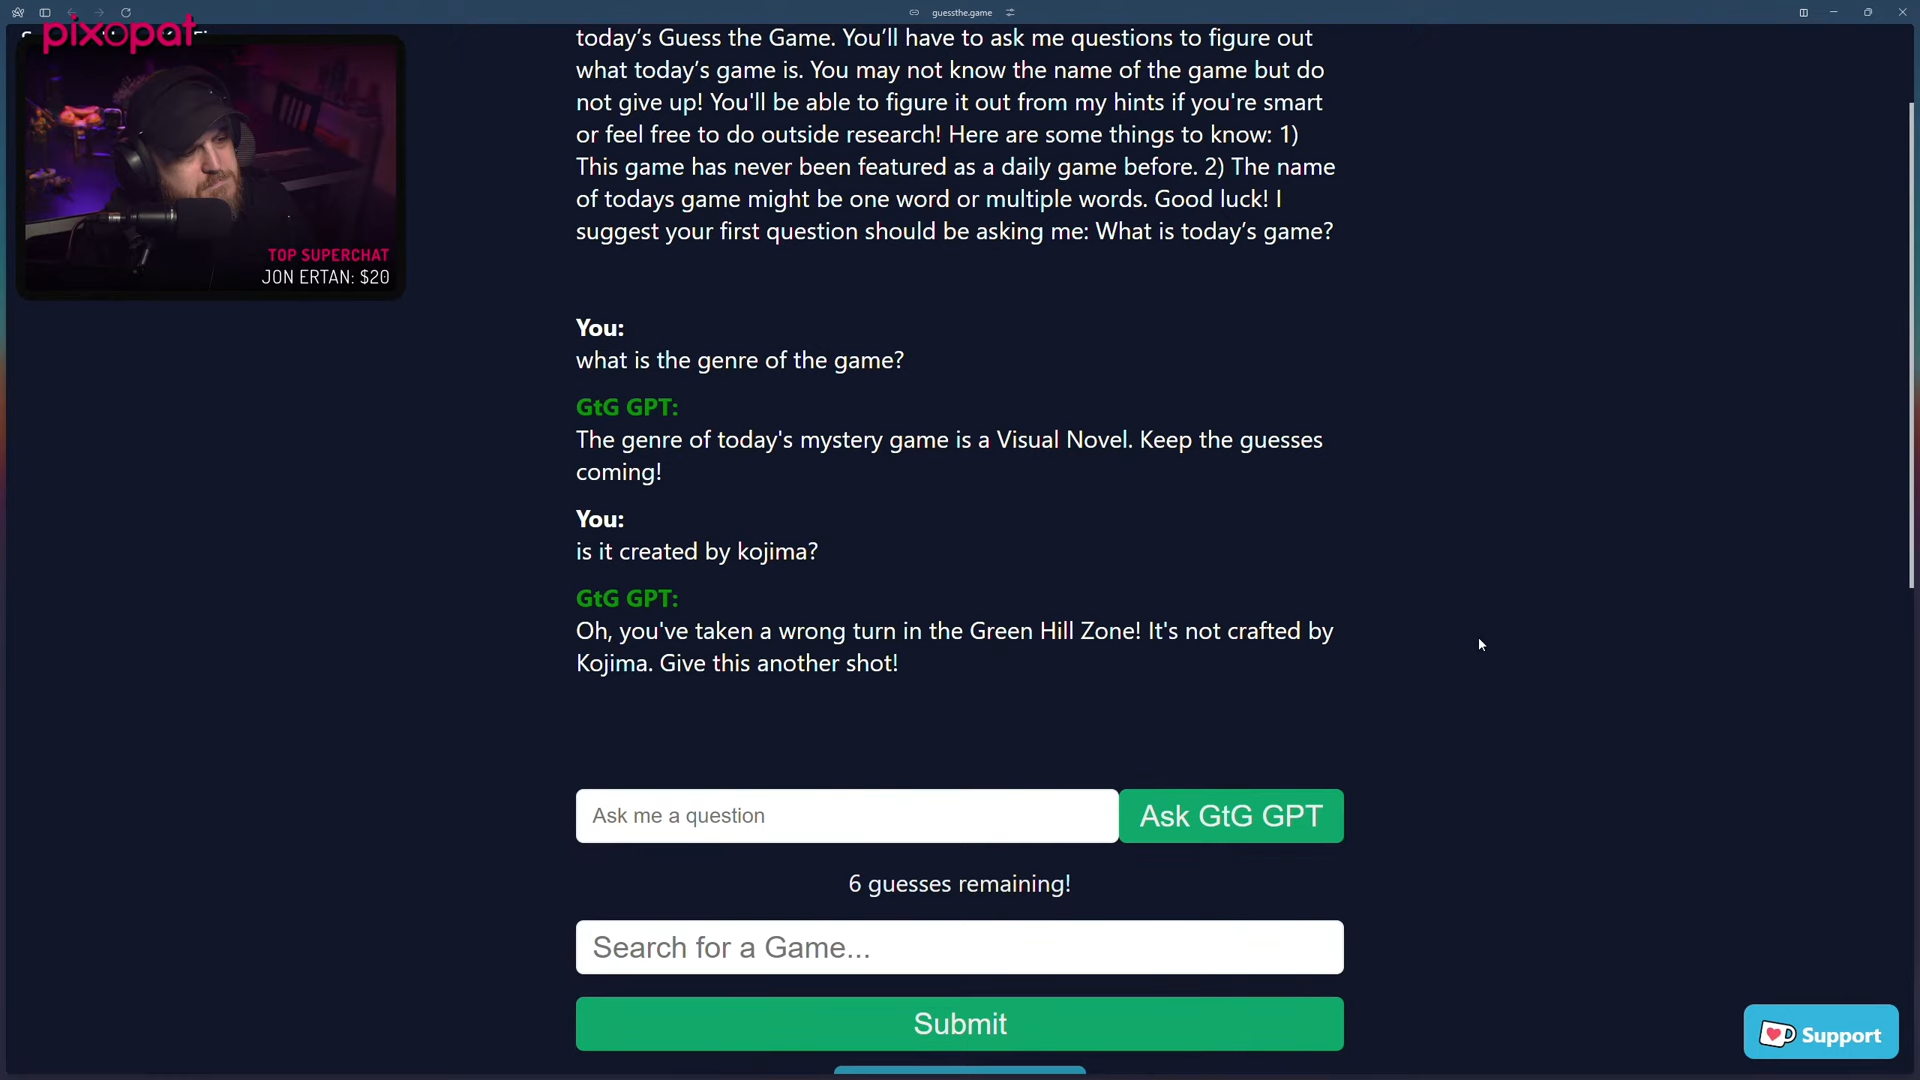 guessthe.game
pixopat
today’s Guess the Game. You’ll have to ask me questions to figure out
what today’s game is. You may not know the name of the game but do
not give up! You'll be able to figure it out from my hints if you're smart
or feel free to do outside research! Here are some things to know: 1)
This game has never been featured as a daily game before. 2) The name
of todays game might be one word or multiple words. Good luck! I
suggest your first question should be asking me: What is today’s game?
TOP SUPERCHAT
JON ERTAN: $20
You:
what is the genre of the game?
GtG GPT:
The genre of today's mystery game is a Visual Novel. Keep the guesses
coming!
You:
is it created by kojima?
GtG GPT:
Oh, you've taken a wrong turn in the Green Hill Zone! It's not crafted by
Kojima. Give this another shot!
Ask me a question
Ask GtG GPT
6 guesses remaining!
Search for a Game...
Submit
Support